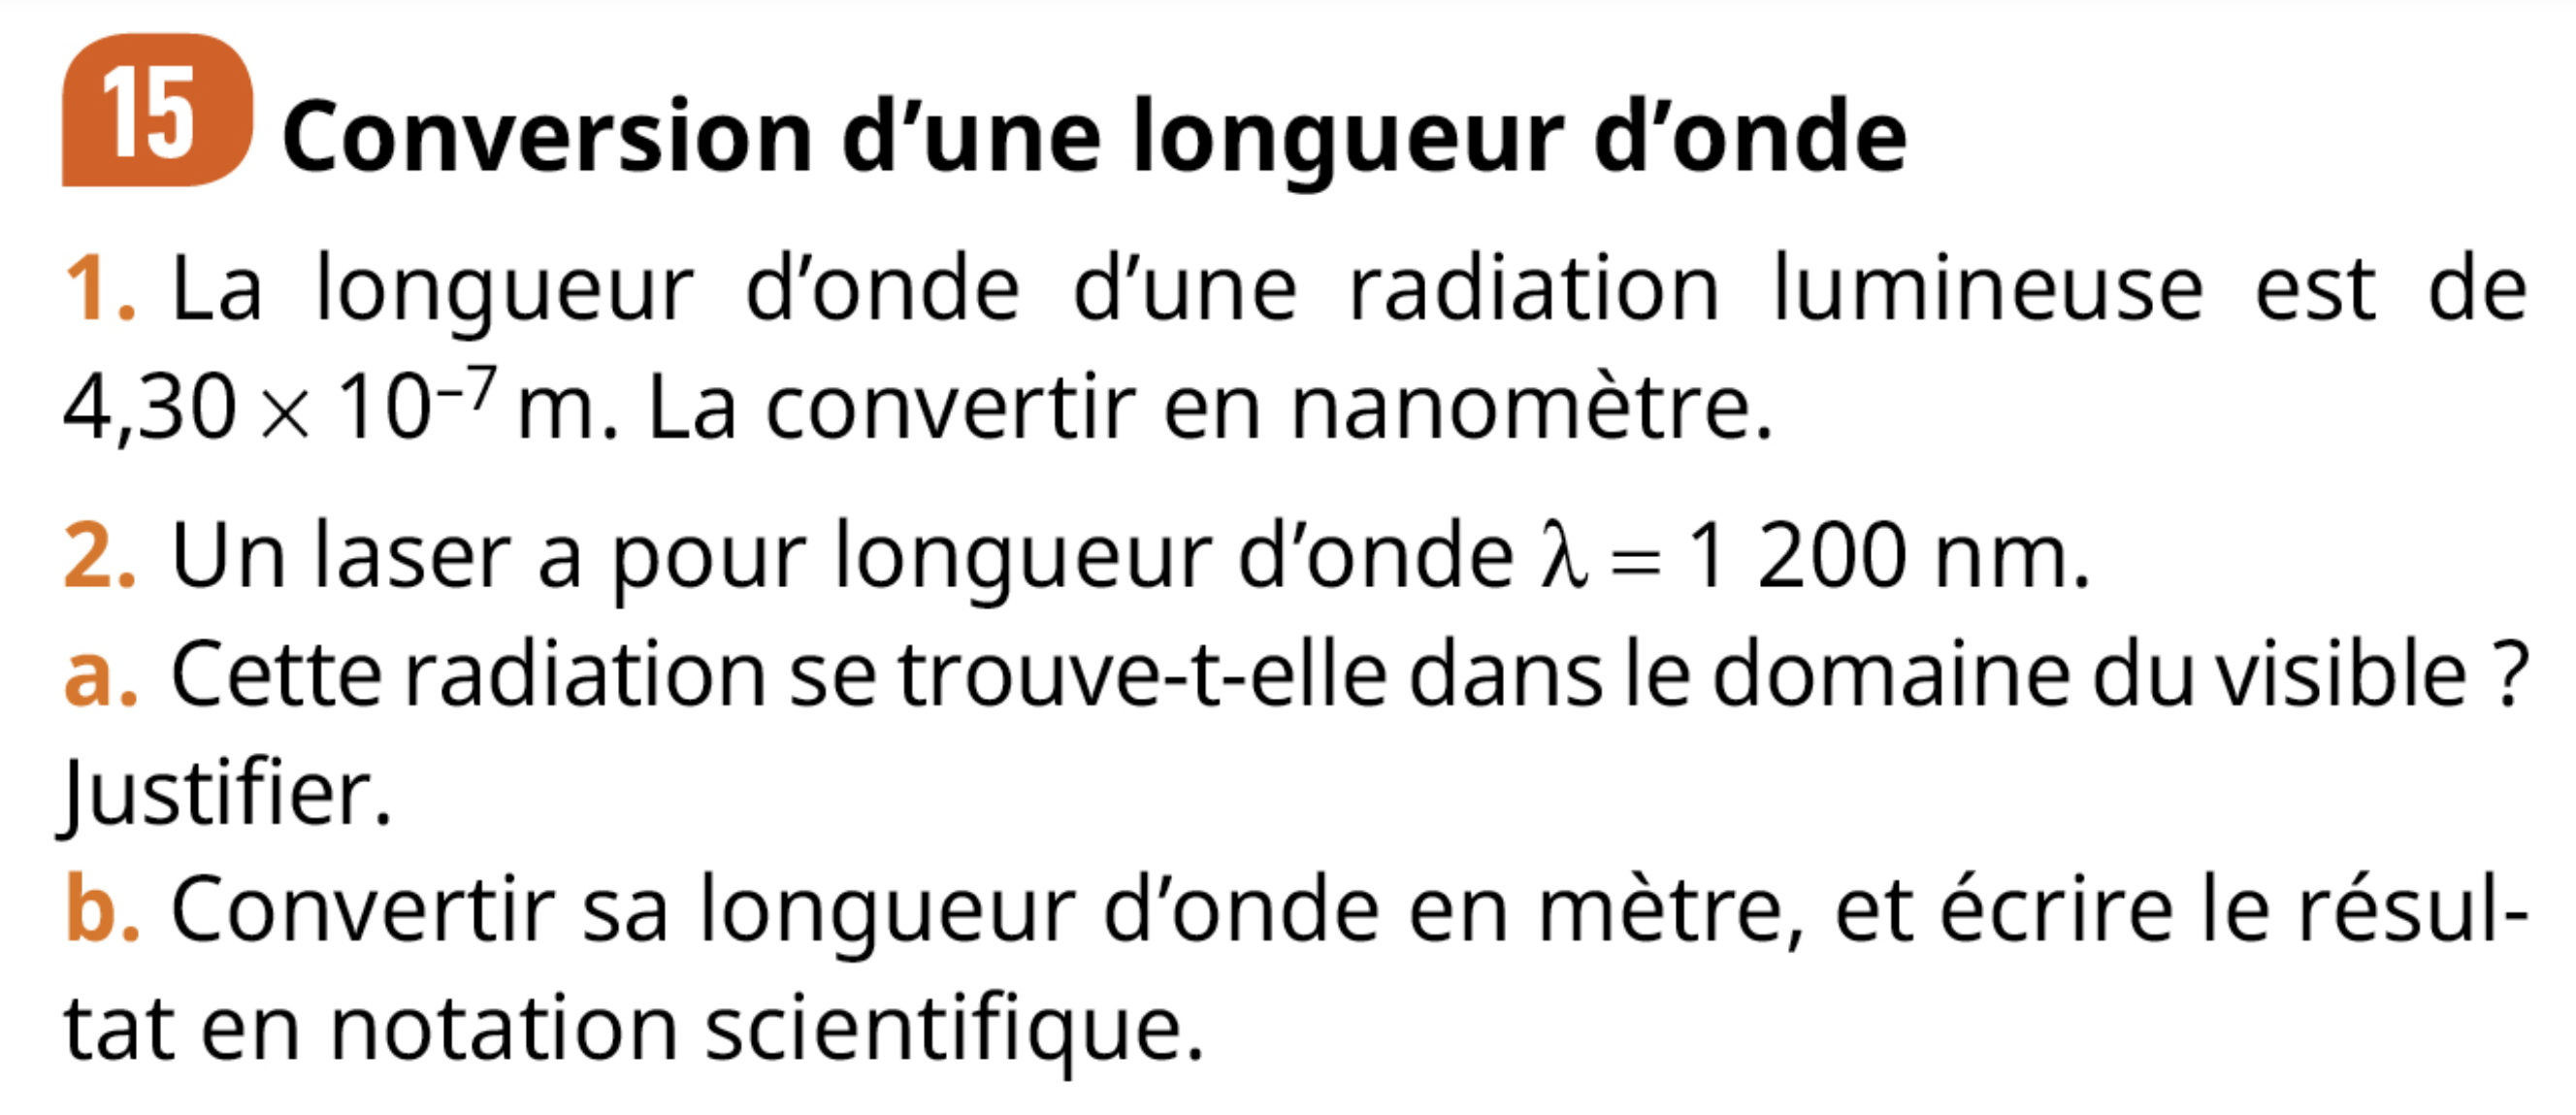 15 Conversion d’une longueur d’onde
1. La longueur d’onde d’une radiation lumineuse est de
4,30 × 10⁻⁷ m. La convertir en nanomètre.
2. Un laser a pour longueur d’onde λ = 1 200 nm.
a. Cette radiation se trouve-t-elle dans le domaine du visible ?
Justifier.
b. Convertir sa longueur d’onde en mètre, et écrire le résul-
tat en notation scientifique.